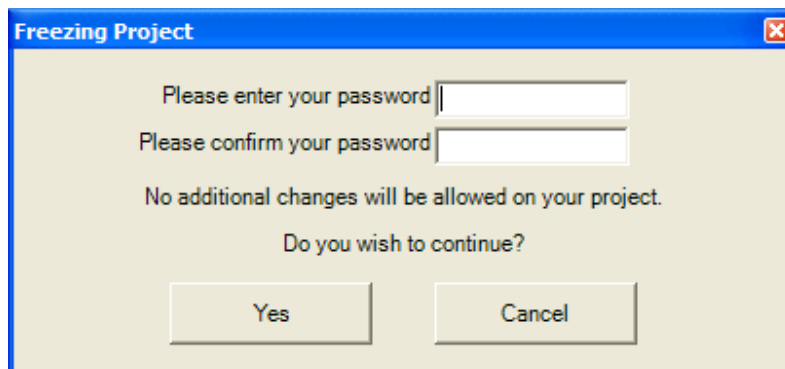 Freezing Project
Please enter your password
Please confirm your password
No additional changes will be allowed on your project.
Do you wish to continue?
Yes Cancel